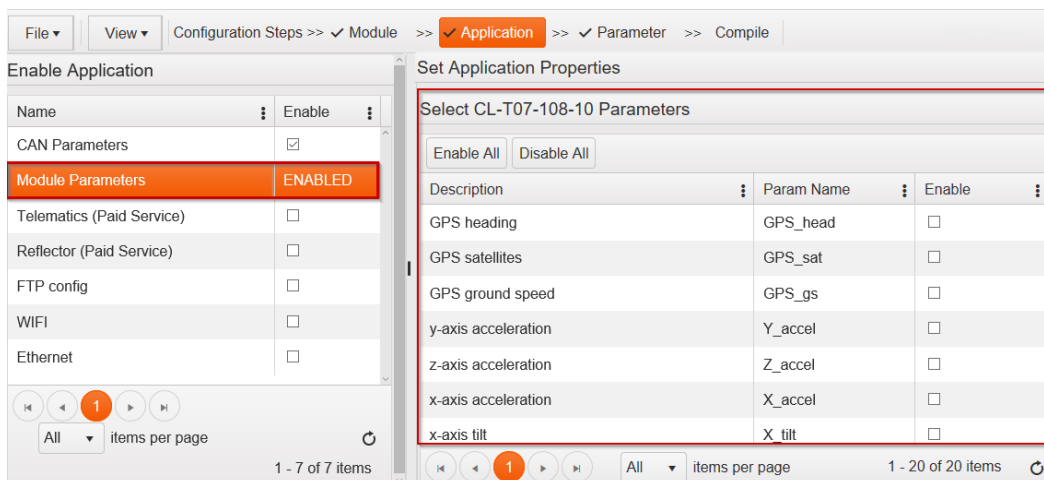 File ▾ View ▾ Configuration Steps >> ✓ Module >> ✓ Application >> ✓ Parameter >> Compile
Enable Application
Name Enable
CAN Parameters
Module Parameters ENABLED
Telematics (Paid Service)
Reflector (Paid Service)
FTP config
WIFI
Ethernet
1
All ▾ items per page
1 - 7 of 7 items
Set Application Properties
Select CL-T07-108-10 Parameters
Enable All Disable All
Description Param Name Enable
GPS heading GPS_head
GPS satellites GPS_sat
GPS ground speed GPS_gs
y-axis acceleration Y_accel
z-axis acceleration Z_accel
x-axis acceleration X_accel
x-axis tilt X_tilt
1 All ▾ items per page 1 - 20 of 20 items